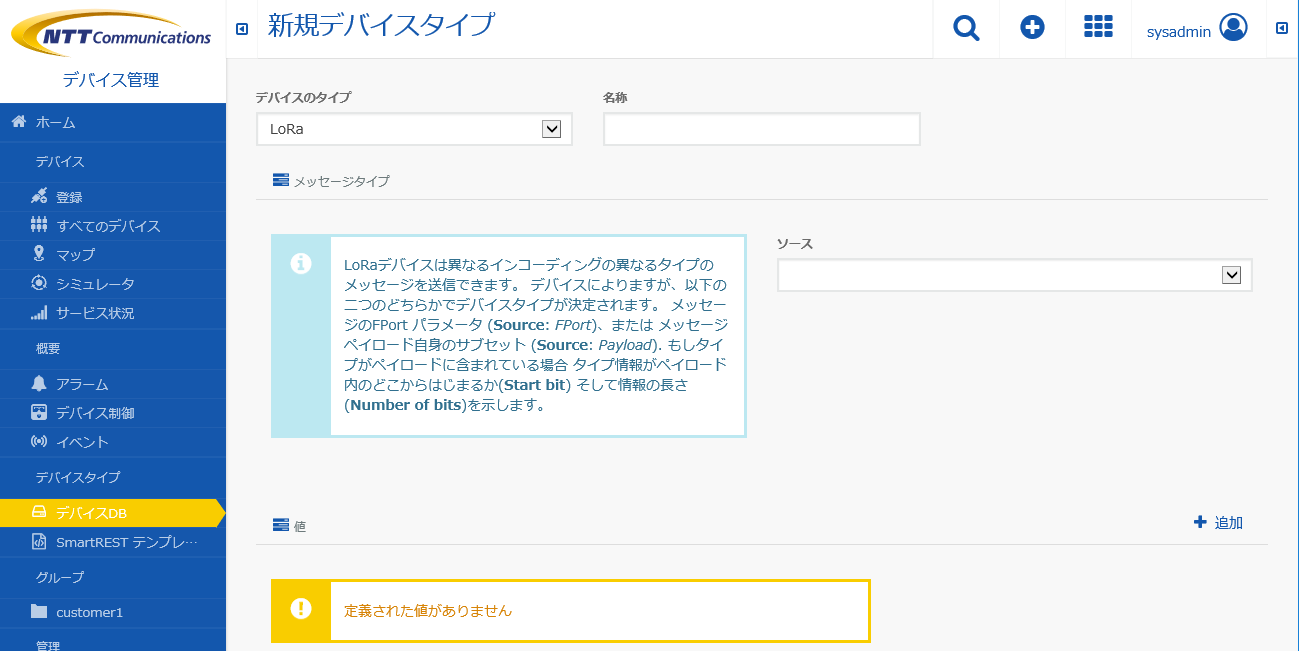 NTT Communications
デバイス管理
新規デバイスタイプ
sysadmin
ホーム
デバイス
登録
すべてのデバイス
マップ
シミュレータ
サービス状況
概要
アラーム
デバイス制御
イベント
デバイスタイプ
デバイスDB
SmartREST テンプレ…
グループ
customer1
管理
デバイスのタイプ
名称
LoRa
メッセージタイプ
LoRaデバイスは異なるインコーディングの異なるタイプの
メッセージを送信できます。 デバイスによりますが、以下の
二つのどちらかでデバイスタイプが決定されます。 メッセー
ジのFPort パラメータ (Source: FPort)、または メッセージ
ペイロード自身のサブセット (Source: Payload). もしタイ
プがペイロードに含まれている場合 タイプ情報がペイロード
内のどこからはじまるか(Start bit) そして情報の長さ
(Number of bits)を示します。
ソース
値
追加
定義された値がありません